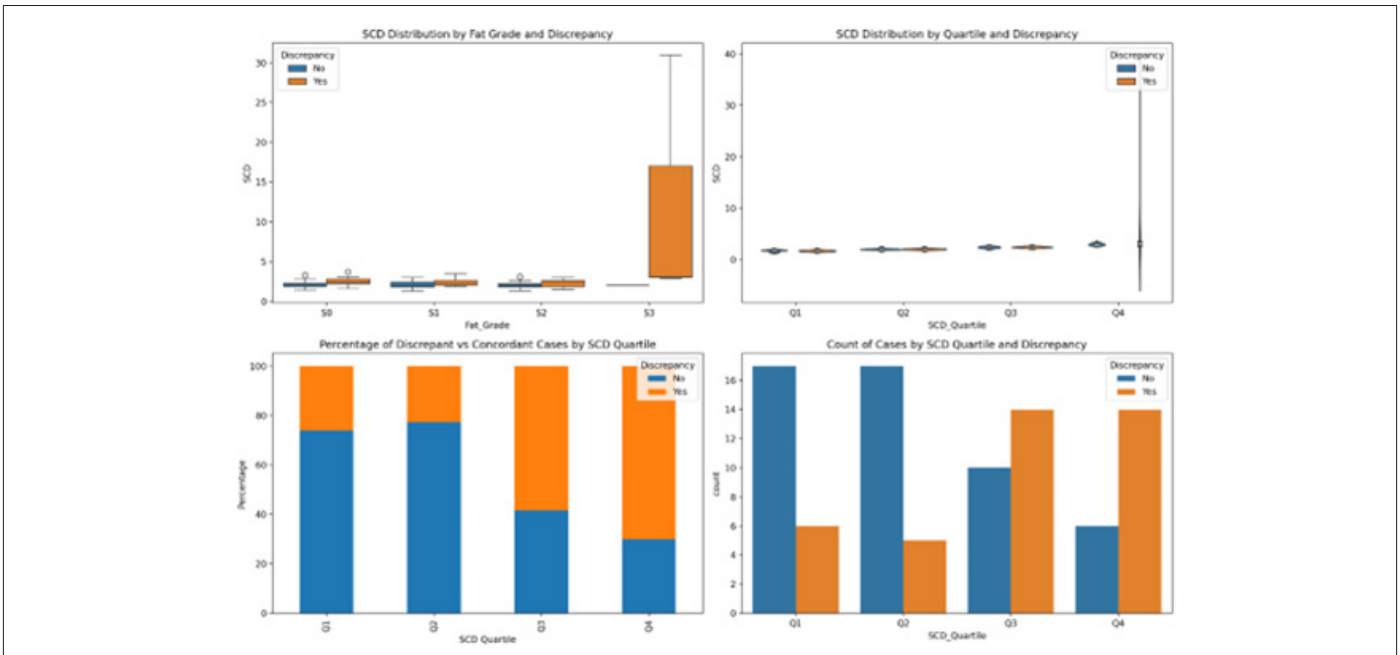 SCD Distribution by Fat Grade and Discrepancy
Discrepancy
No
Yes
30
25
20
15
10
5
0
SCD
S0 S1 S2 S3
Fat_Grade
SCD Distribution by Quartile and Discrepancy
Discrepancy
No
Yes
40
30
20
10
0
SCD
Q1 Q2 Q3 Q4
SCD_Quartile
Percentage of Discrepant vs Concordant Cases by SCD Quartile
Discrepancy
No
Yes
100
80
60
40
20
0
Percentage
Q1 Q2 Q3 Q4
SCD Quartile
Count of Cases by SCD Quartile and Discrepancy
Discrepancy
No
Yes
16
14
12
10
8
6
4
2
0
count
Q1 Q2 Q3 Q4
SCD_Quartile